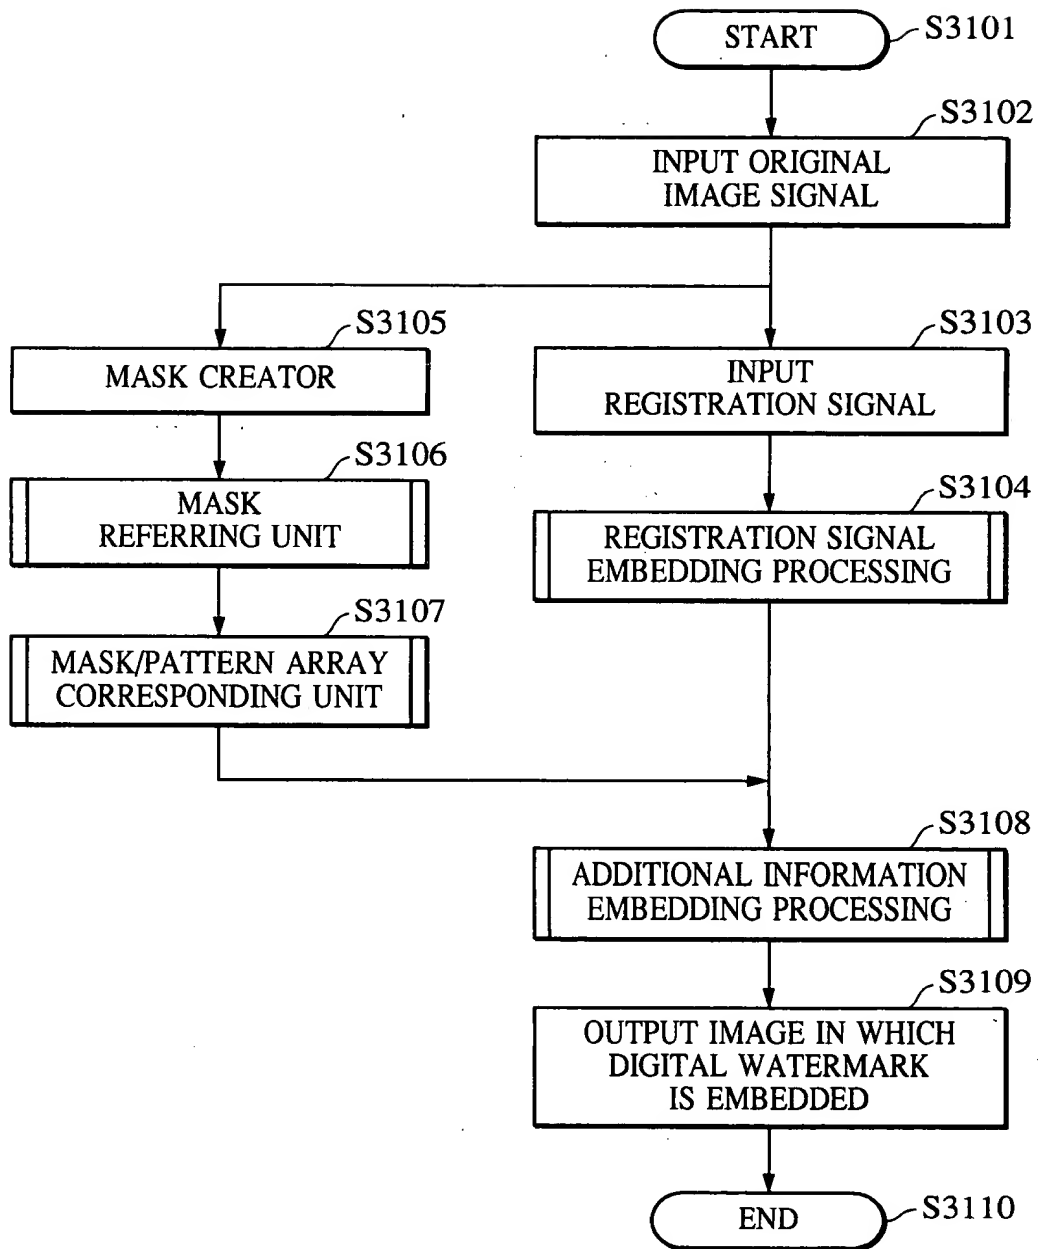 START
S3101
S3102
INPUT ORIGINAL
IMAGE SIGNAL
S3105
MASK CREATOR
S3103
INPUT
REGISTRATION SIGNAL
S3106
MASK
REFERRING UNIT
S3104
REGISTRATION SIGNAL
EMBEDDING PROCESSING
S3107
MASK/PATTERN ARRAY
CORRESPONDING UNIT
S3108
ADDITIONAL INFORMATION
EMBEDDING PROCESSING
S3109
OUTPUT IMAGE IN WHICH
DIGITAL WATERMARK
IS EMBEDDED
END
S3110